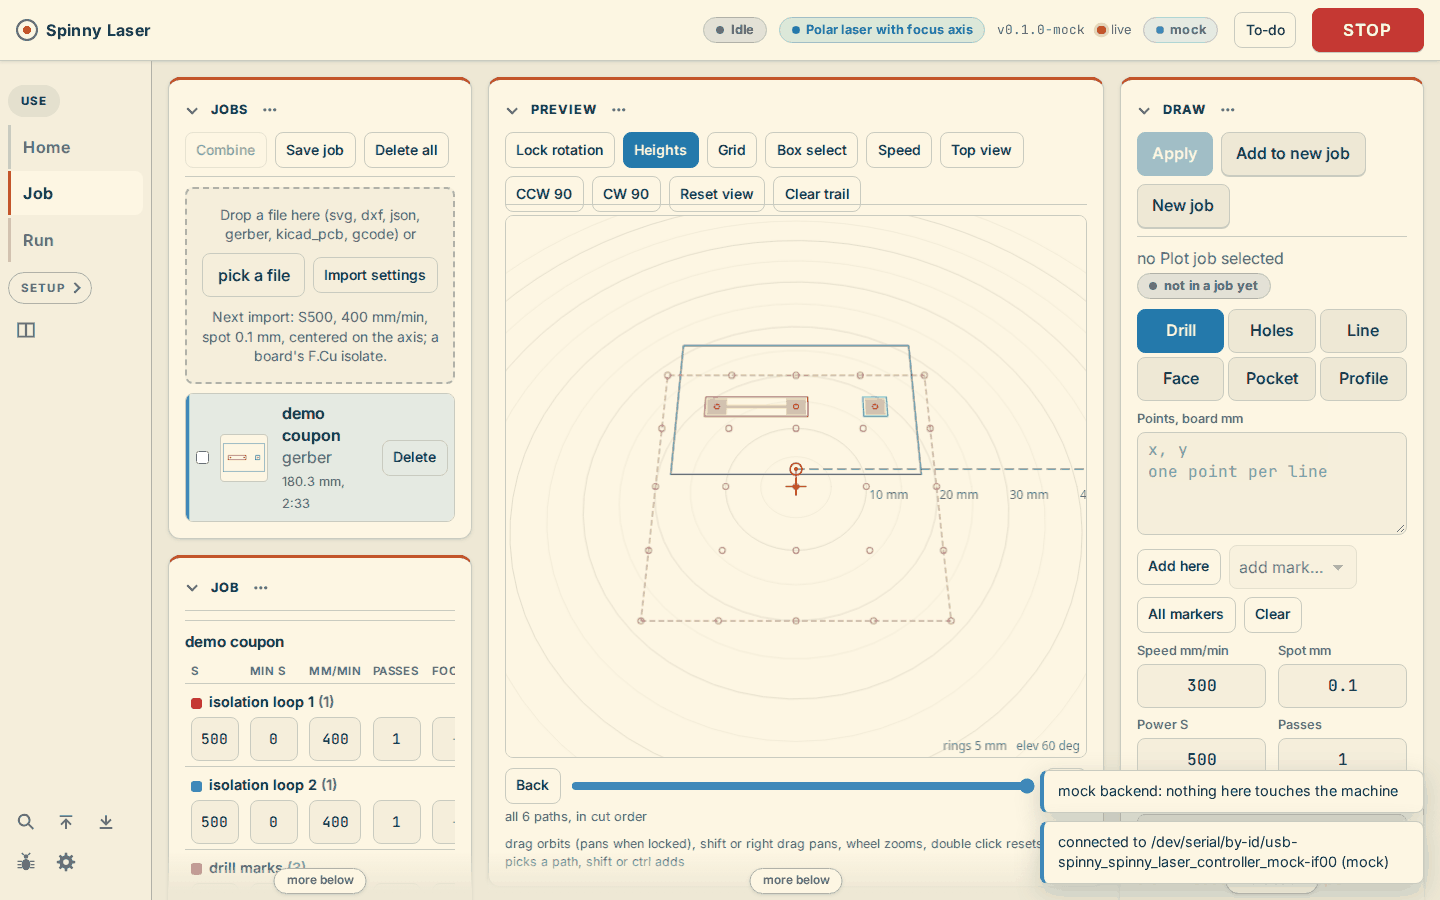 Spinny Laser
Idle
Polar laser with focus axis
v0.1.0-mock
live
mock
To-do
STOP
USE
Home
Job
Run
SETUP
JOBS
Combine
Save job
Delete all
Drop a file here (svg, dxf, json,
gerber, kicad_pcb, gcode) or
pick a file
Import settings
Next import: S500, 400 mm/min,
spot 0.1 mm, centered on the axis; a
board's F.Cu isolate.
demo
coupon
gerber
180.3 mm,
2:33
Delete
JOB
demo coupon
S MIN S MM/MIN PASSES FOC
isolation loop 1 (1)
500 0 400 1
isolation loop 2 (1)
500 0 400 1
drill marks (3)
more below
PREVIEW
Lock rotation
Heights
Grid
Box select
Speed
Top view
CCW 90
CW 90
Reset view
Clear trail
10 mm 20 mm 30 mm 4
rings 5 mm elev 60 deg
Back
all 6 paths, in cut order
drag orbits (pans when locked), shift or right drag pans, wheel zooms, double click resets
picks a path, shift or ctrl adds
more below
DRAW
Apply
Add to new job
New job
no Plot job selected
not in a job yet
Drill
Holes
Line
Face
Pocket
Profile
Points, board mm
x, y
one point per line
Add here
add mark...
All markers
Clear
Speed mm/min Spot mm
300 0.1
Power S Passes
500 1
mock backend: nothing here touches the machine
connected to /dev/serial/by-id/usb-
spinny_spinny_laser_controller_mock-if00 (mock)